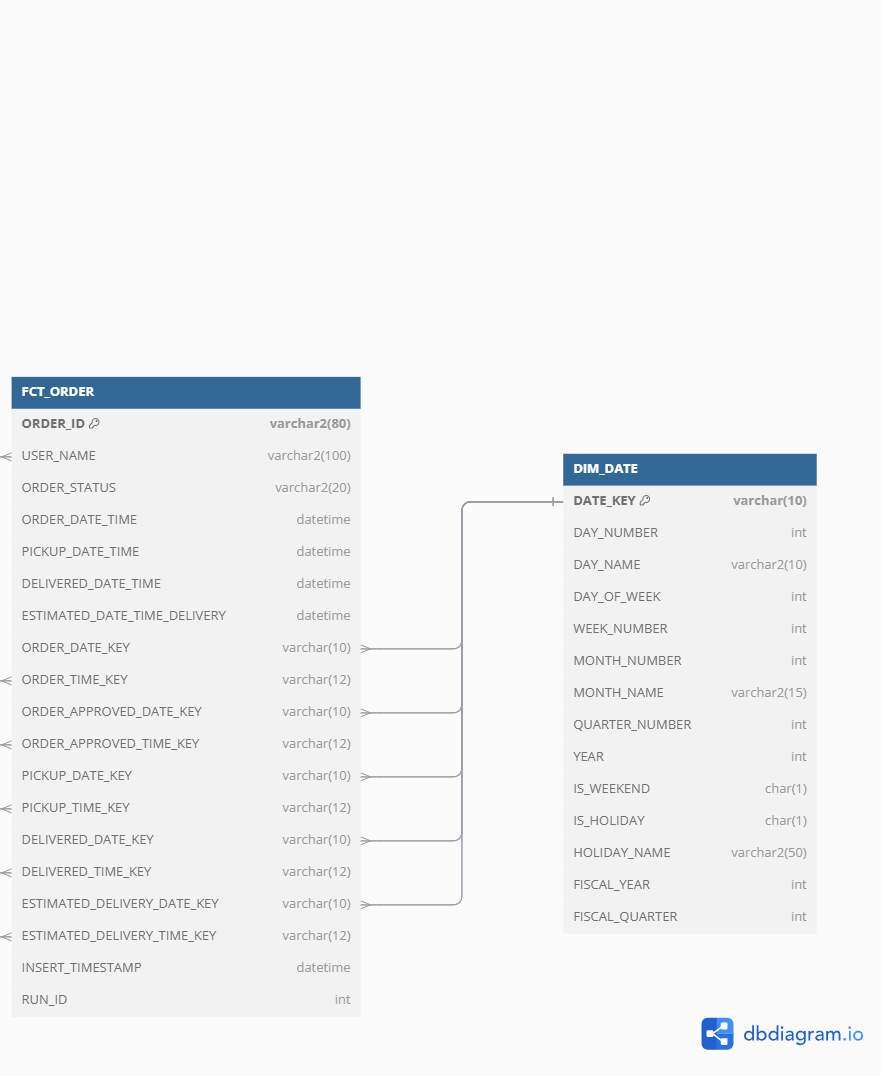 FCT_ORDER
ORDER_ID varchar2(80)
USER_NAME varchar2(100)
ORDER_STATUS varchar2(20)
ORDER_DATE_TIME datetime
PICKUP_DATE_TIME datetime
DELIVERED_DATE_TIME datetime
ESTIMATED_DATE_TIME_DELIVERY datetime
ORDER_DATE_KEY varchar(10)
ORDER_TIME_KEY varchar(12)
ORDER_APPROVED_DATE_KEY varchar(10)
ORDER_APPROVED_TIME_KEY varchar(12)
PICKUP_DATE_KEY varchar(10)
PICKUP_TIME_KEY varchar(12)
DELIVERED_DATE_KEY varchar(10)
DELIVERED_TIME_KEY varchar(12)
ESTIMATED_DELIVERY_DATE_KEY varchar(10)
ESTIMATED_DELIVERY_TIME_KEY varchar(12)
INSERT_TIMESTAMP datetime
RUN_ID int
DIM_DATE
DATE_KEY varchar(10)
DAY_NUMBER int
DAY_NAME varchar2(10)
DAY_OF_WEEK int
WEEK_NUMBER int
MONTH_NUMBER int
MONTH_NAME varchar2(15)
QUARTER_NUMBER int
YEAR int
IS_WEEKEND char(1)
IS_HOLIDAY char(1)
HOLIDAY_NAME varchar2(50)
FISCAL_YEAR int
FISCAL_QUARTER int
dbdiagram.io